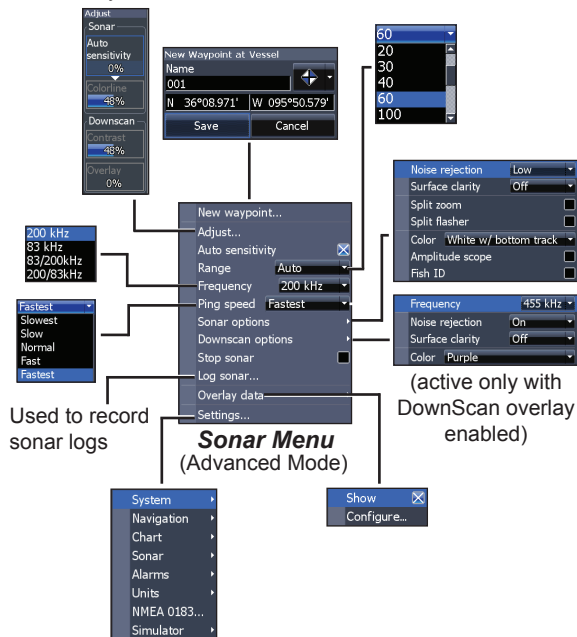 Adjust
Sonar
Auto
sensitivity
0%
Colorline
48%
Downscan
Contrast
48%
Overlay
0%
New Waypoint at Vessel
Name
001
N 36°08.971' W 095°50.579'
Save Cancel
60
20
30
40
60
100
200 kHz
83 kHz
83/200kHz
200/83kHz
Fastest
Slowest
Slow
Normal
Fast
Fastest
Used to record
sonar logs
New waypoint...
Adjust...
Auto sensitivity
Range Auto
Frequency 200 kHz
Ping speed Fastest
Sonar options
Downscan options
Stop sonar
Log sonar...
Overlay data
Settings...
Sonar Menu
(Advanced Mode)
Noise rejection Low
Surface clarity Off
Split zoom
Split flasher
Color White w/ bottom track
Amplitude scope
Fish ID
Frequency 455 kHz
Noise rejection On
Surface clarity Off
Color Purple
(active only with
DownScan overlay
enabled)
System
Navigation
Chart
Sonar
Alarms
Units
NMEA 0183...
Simulator
Show
Configure...